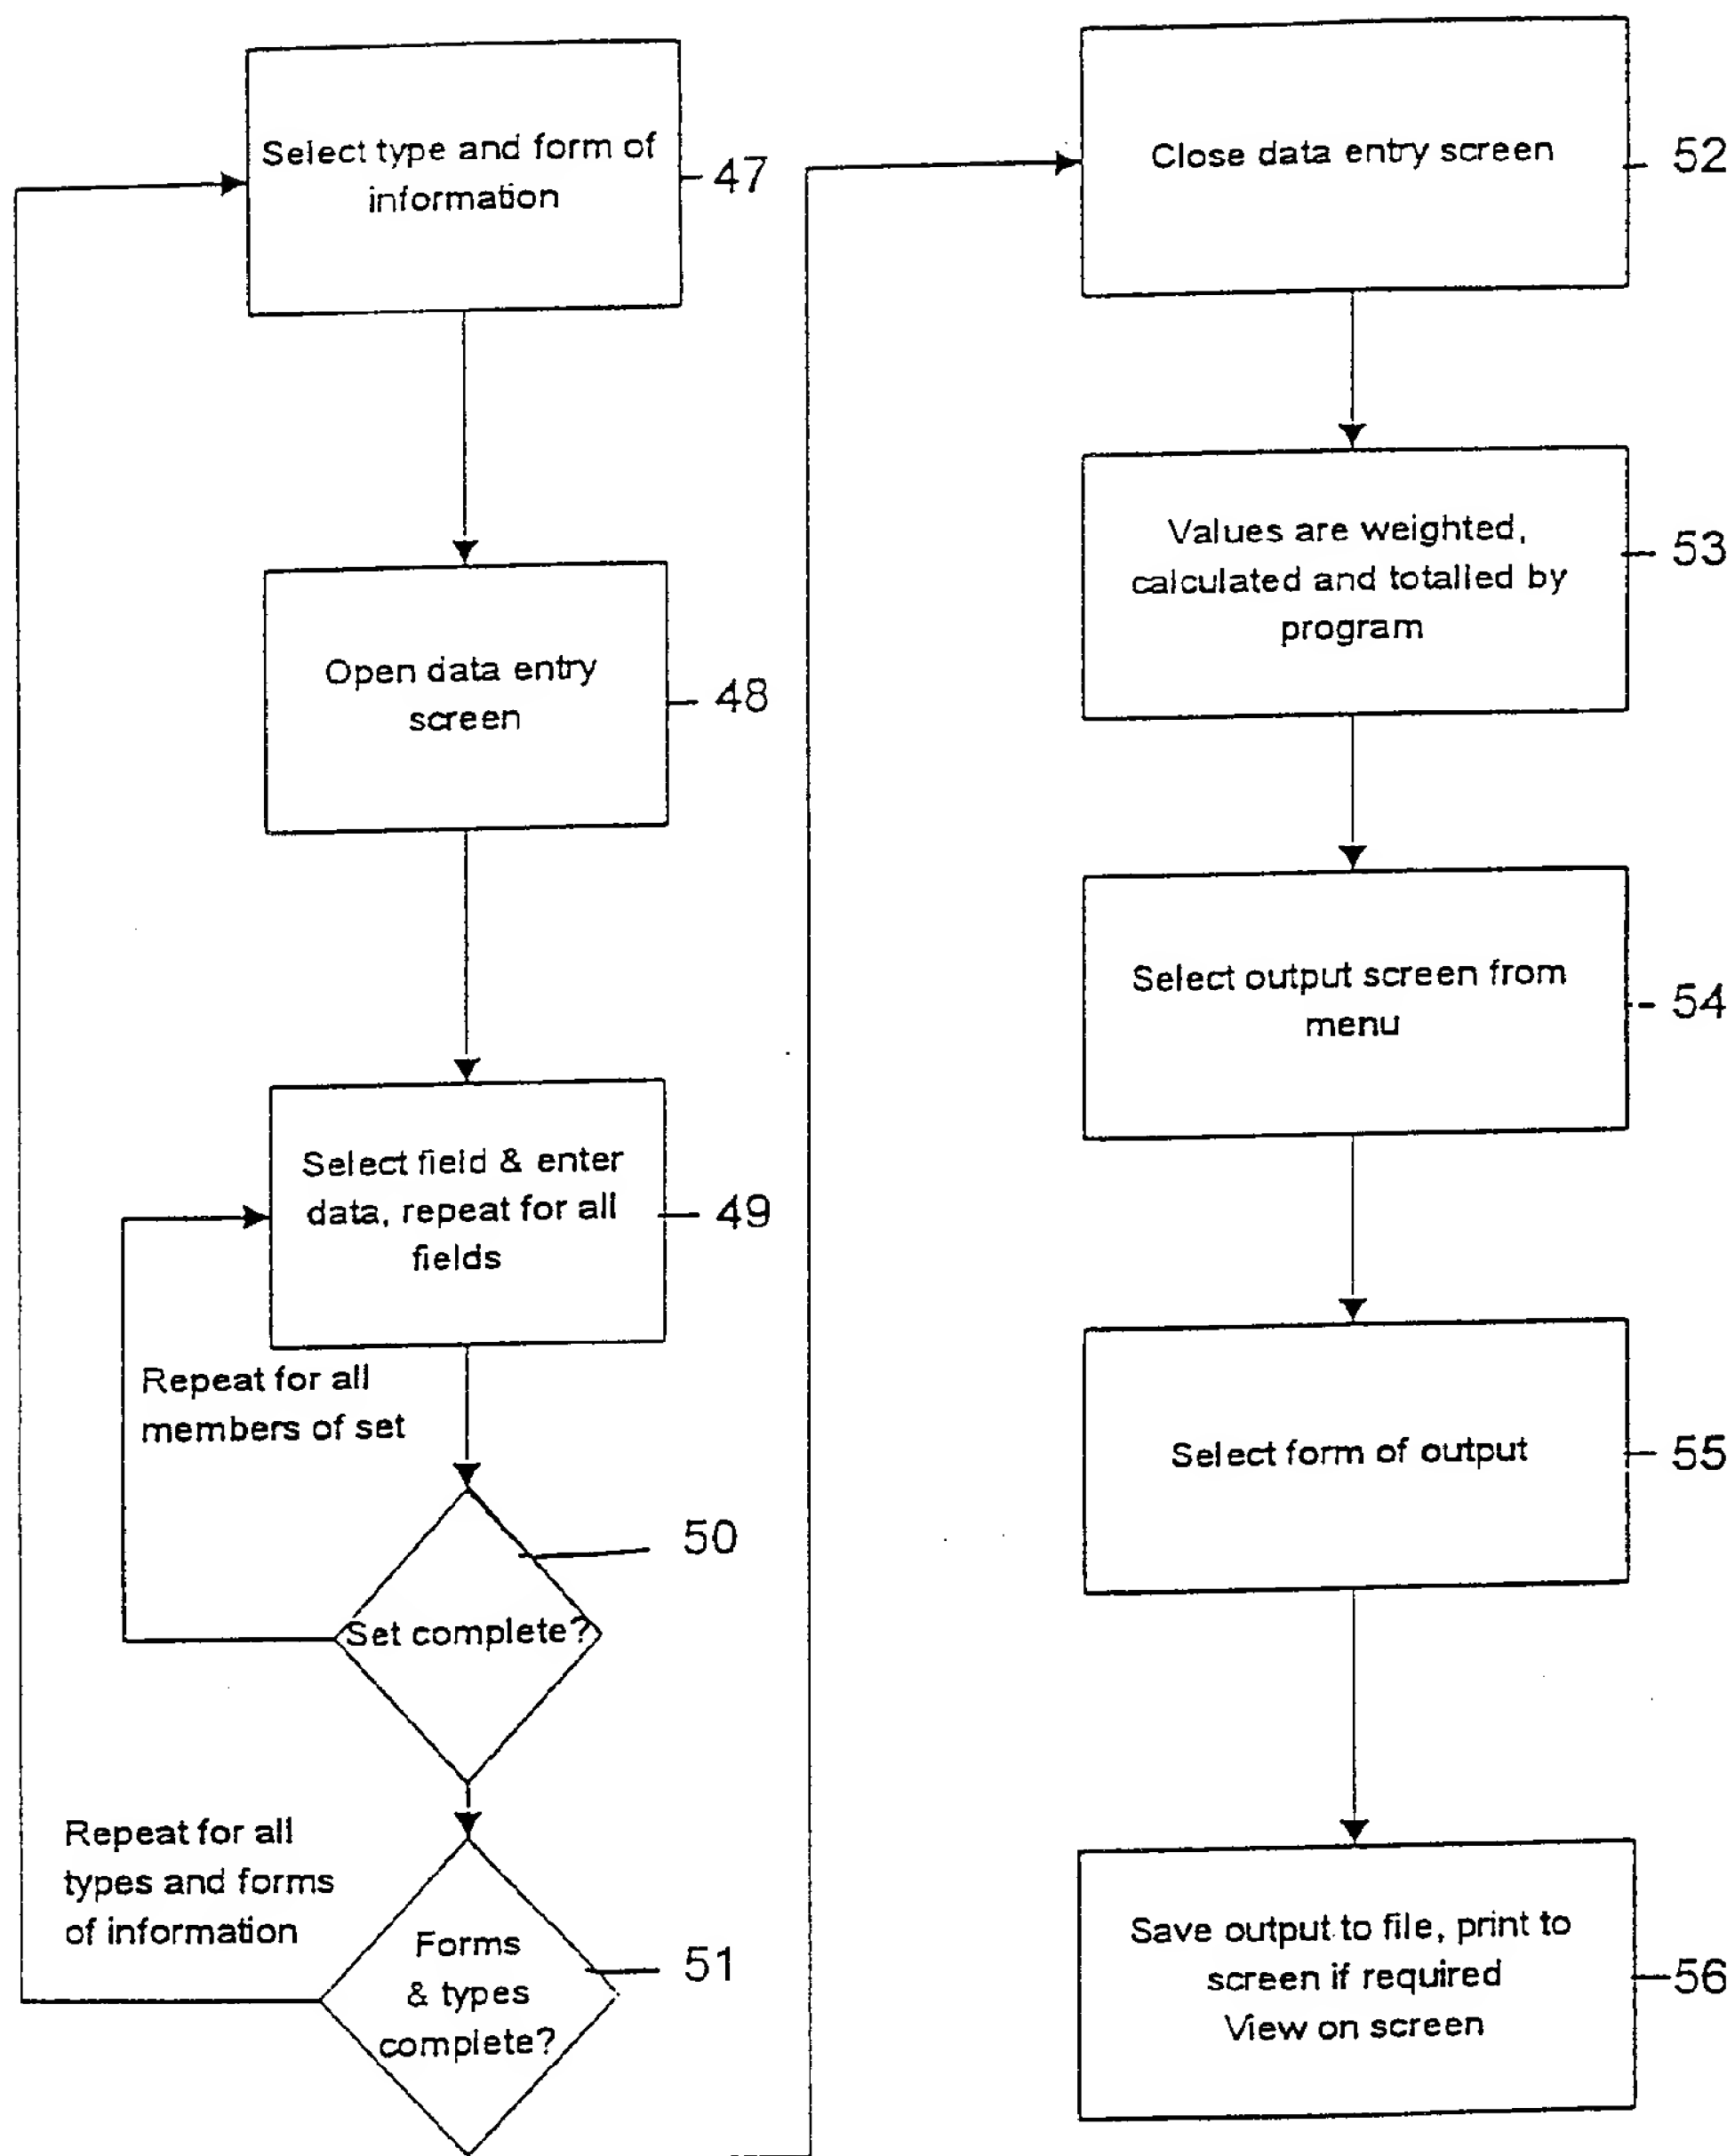 Select type and form of
information
47
Open data entry
screen
48
Select field & enter
data, repeat for all
fields
49
Repeat for all
members of set
50
Set complete?
Repeat for all
types and forms
of information
Forms
& types
complete?
51
Close data entry screen
52
Values are weighted,
calculated and totalled by
program
53
Select output screen from
menu
54
Select form of output
55
Save output to file, print to
screen if required
View on screen
56